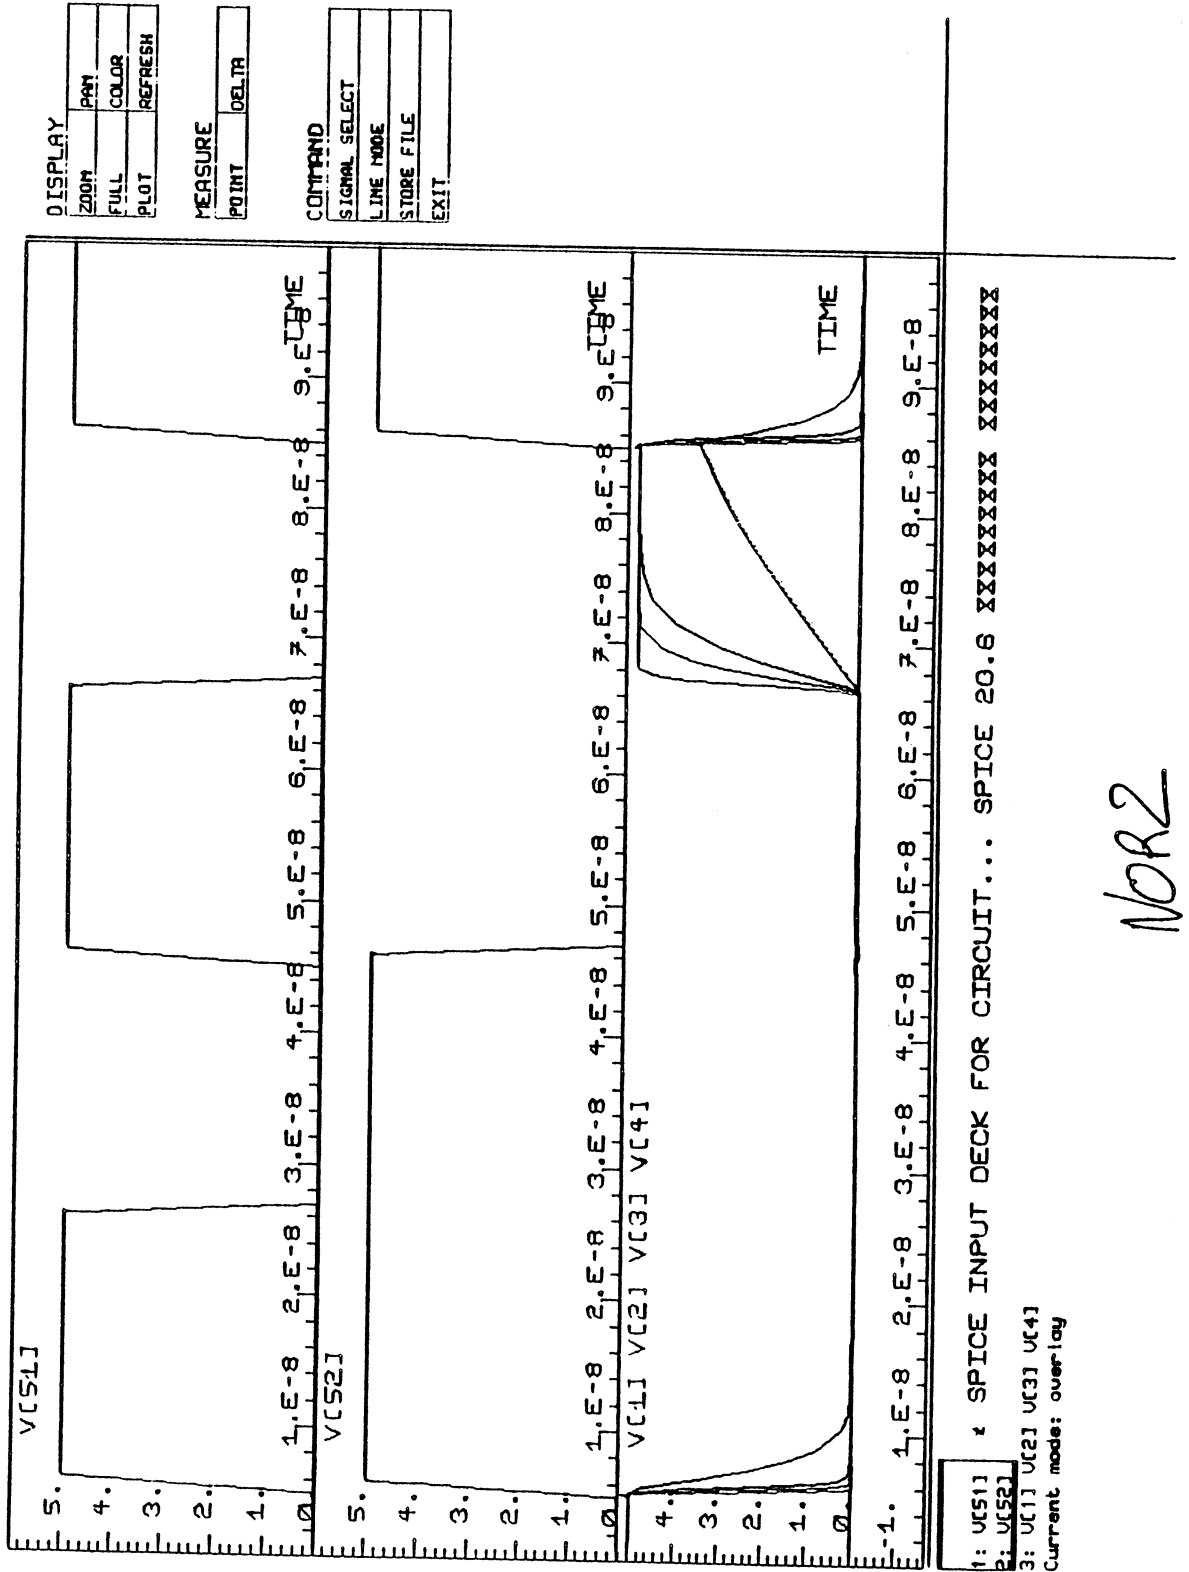 DISPLAY
ZOOM PAN
FULL COLOR
PLOT REFRESH
MEASURE
POINT DELTA
COMMAND
SIGNAL SELECT
LINE MODE
STORE FILE
EXIT
V[51]
5.
4.
3.
2.
1.
0.
1.E-8 2.E-8 3.E-8 4.E-8 5.E-8 6.E-8 7.E-8 8.E-8 9.E-8
TIME
V[52]
5.
4.
3.
2.
1.
0.
1.E-8 2.E-8 3.E-8 4.E-8 5.E-8 6.E-8 7.E-8 8.E-8 9.E-8
TIME
V[1] V[2] V[3] V[4]
4.
3.
2.
1.
0.
-1.
TIME
1.E-8 2.E-8 3.E-8 4.E-8 5.E-8 6.E-8 7.E-8 8.E-8 9.E-8
1: V[51]
2: V[52]
3: V[1] V[2] V[3] V[4]
Current mode: overlay
* SPICE INPUT DECK FOR CIRCUIT... SPICE 2G.6
NOR2